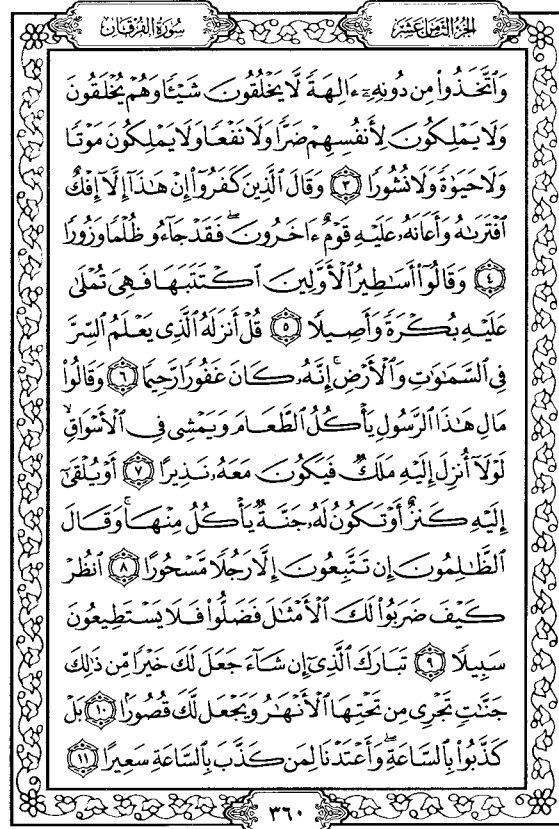 الجزء الثامن عشر
سورة الفرقان
وَٱتَّخَذُوا۟ مِن دُونِهِۦٓ ءَالِهَةً لَّا يَخْلُقُونَ شَيْـًٔا وَهُمْ يُخْلَقُونَ
وَلَا يَمْلِكُونَ لِأَنفُسِهِمْ ضَرًّا وَلَا نَفْعًا وَلَا يَمْلِكُونَ مَوْتًا
وَلَا حَيَوٰةً وَلَا نُشُورًا ٣ وَقَالَ ٱلَّذِينَ كَفَرُوٓا۟ إِنْ هَـٰذَآ إِلَّآ إِفْكٌ
ٱفْتَرَىٰهُ وَأَعَانَهُۥ عَلَيْهِ قَوْمٌ ءَاخَرُونَ ۖ فَقَدْ جَآءُو ظُلْمًا وَزُورًا
٤ وَقَالُوٓا۟ أَسَـٰطِيرُ ٱلْأَوَّلِينَ ٱكْتَتَبَهَا فَهِىَ تُمْلَىٰ
عَلَيْهِ بُكْرَةً وَأَصِيلًا ٥ قُلْ أَنزَلَهُ ٱلَّذِى يَعْلَمُ ٱلسِّرَّ
فِى ٱلسَّمَـٰوَٰتِ وَٱلْأَرْضِ ۚ إِنَّهُۥ كَانَ غَفُورًا رَّحِيمًا ٦ وَقَالُوا۟
مَالِ هَـٰذَا ٱلرَّسُولِ يَأْكُلُ ٱلطَّعَامَ وَيَمْشِى فِى ٱلْأَسْوَاقِ ۙ
لَوْلَآ أُنزِلَ إِلَيْهِ مَلَكٌ فَيَكُونَ مَعَهُۥ نَذِيرًا ٧ أَوْ يُلْقَىٰٓ
إِلَيْهِ كَنزٌ أَوْ تَكُونُ لَهُۥ جَنَّةٌ يَأْكُلُ مِنْهَا ۚ وَقَالَ
ٱلظَّـٰلِمُونَ إِن تَتَّبِعُونَ إِلَّا رَجُلًا مَّسْحُورًا ٨ ٱنظُرْ
كَيْفَ ضَرَبُوا۟ لَكَ ٱلْأَمْثَـٰلَ فَضَلُّوا۟ فَلَا يَسْتَطِيعُونَ
سَبِيلًا ٩ تَبَارَكَ ٱلَّذِىٓ إِن شَآءَ جَعَلَ لَكَ خَيْرًا مِّن ذَٰلِكَ
جَنَّـٰتٍ تَجْرِى مِن تَحْتِهَا ٱلْأَنْهَـٰرُ وَيَجْعَل لَّكَ قُصُورًۢا ١٠ بَلْ
كَذَّبُوا۟ بِٱلسَّاعَةِ ۖ وَأَعْتَدْنَا لِمَن كَذَّبَ بِٱلسَّاعَةِ سَعِيرًا ١١
٣٦٠